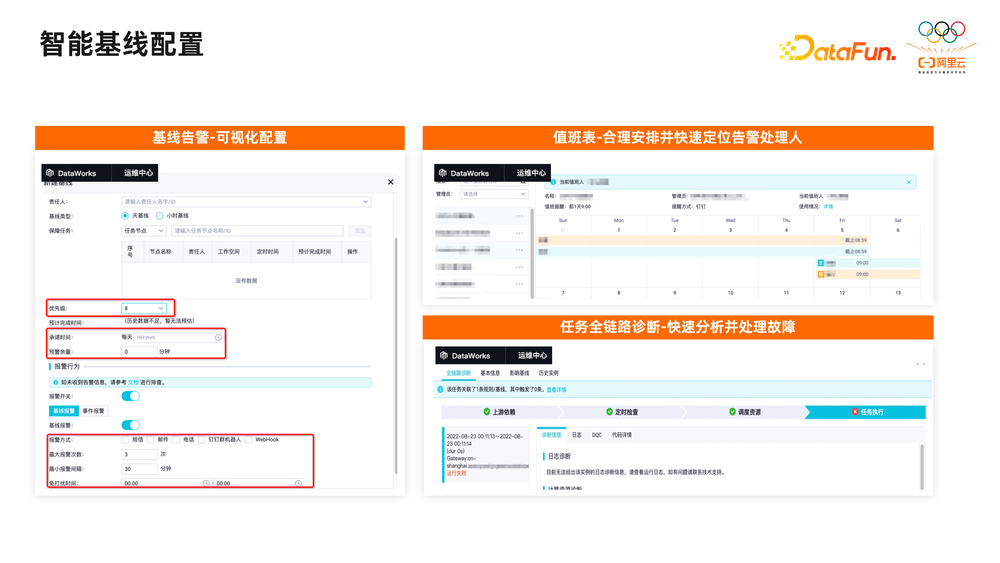 智能基线配置
DataFun.
阿里云
基线告警-可视化配置
DataWorks 运维中心
新建基线
责任人: 请输入责任人名字/ID
基线类型: 天基线 小时基线
保障任务: 任务节点 请输入任务节点名称/ID 添加
序号 节点名称 责任人 工作空间 定时时间 预计完成时间 操作
没有数据
优先级: 8
预计完成时间: (历史数据不足,暂无法预估)
承诺时间: 每天 HH:mm
预警余量: 0 分钟
报警行为
如未收到告警信息,请参考 文档 进行排查。
报警开关:
基线报警 事件报警
基线报警:
报警方式: 短信 邮件 电话 钉钉群机器人 WebHook
最大报警次数: 3 次
最小报警间隔: 30 分钟
免打扰时间: 00:00 ~ 00:00
值班表-合理安排并快速定位告警处理人
DataWorks 运维中心
管理员: 请选择
当前值班人
名称: 管理员: 当前值班人:
值班提醒: 前1天9:00 提醒方式: 钉钉 使用情况: 详情
Sun Mon Tue Wed Thu Fri Sat
31 1 2 3 4 5 6
截止08:59
截止08:59
主 09:00
备 09:00
7 8 9 10 11 12 13
任务全链路诊断-快速分析并处理故障
DataWorks 运维中心
全链路诊断 基本信息 影响基线 历史实例
该任务关联了1条规则/基线,其中触发了0条。查看详情
上游依赖 定时检查 调度资源 任务执行
2022-08-23 00:11:13~2022-08-23 00:11:14
(dur 0s)
Gateway:cn-shanghai.
运行失败
诊断信息 日志 DQC 代码详情
日志诊断
目前无法给出该实例的日志诊断信息, 请查看运行日志。如有问题请联系技术支持。
计算资源诊断